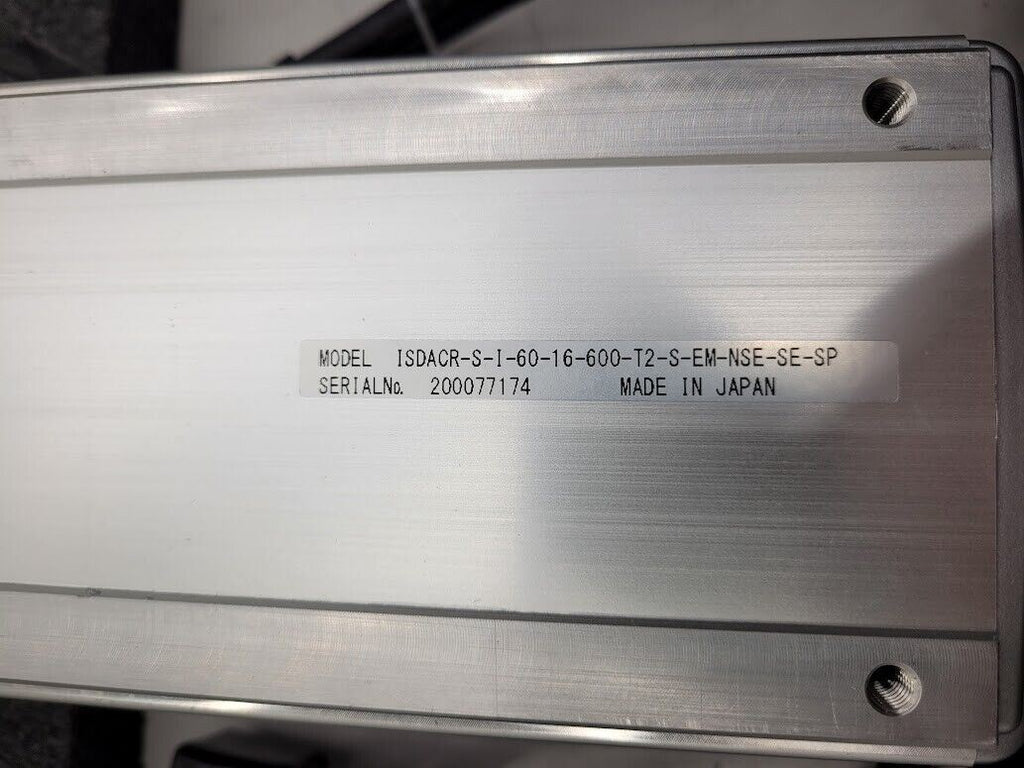 MODEL ISDACR-S-I-60-16-600-T2-S-EM-NSE-SE-SP
SERIALNo. 200077174 MADE IN JAPAN